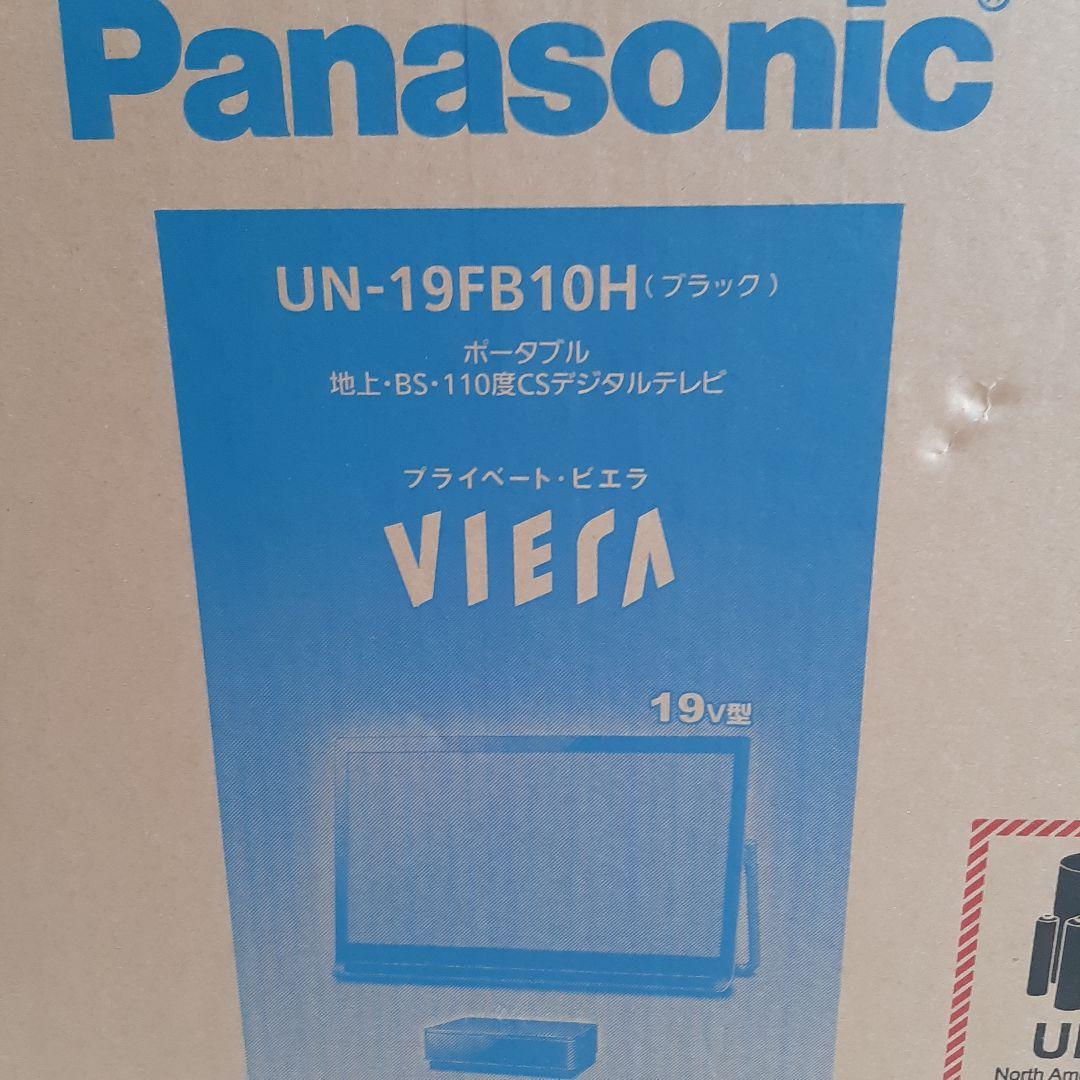 Panasonic®
UN-19FB10H（ブラック）
ポータブル
地上・BS・110度CSデジタルテレビ
プライベート・ビエラ
VIERA
19V型
North